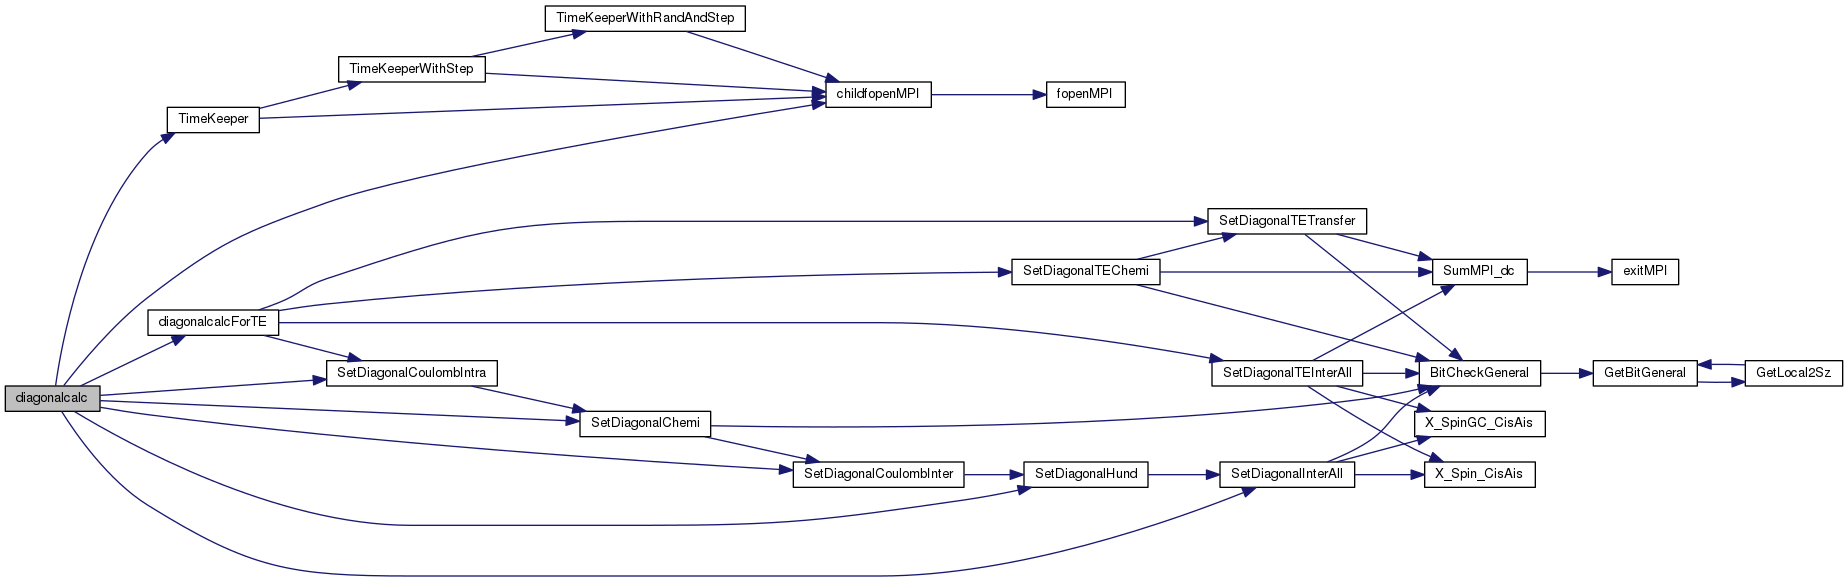 TimeKeeperWithRandAndStep
TimeKeeperWithStep
childfopenMPI
fopenMPI
TimeKeeper
SetDiagonalTETransfer
SetDiagonalTEChemi
SumMPI_dc
exitMPI
diagonalcalcForTE
SetDiagonalCoulombIntra
SetDiagonalTEInterAll
BitCheckGeneral
GetBitGeneral
GetLocal2Sz
diagonalcalc
SetDiagonalChemi
X_SpinGC_CisAis
SetDiagonalCoulombInter
SetDiagonalHund
SetDiagonalInterAll
X_Spin_CisAis